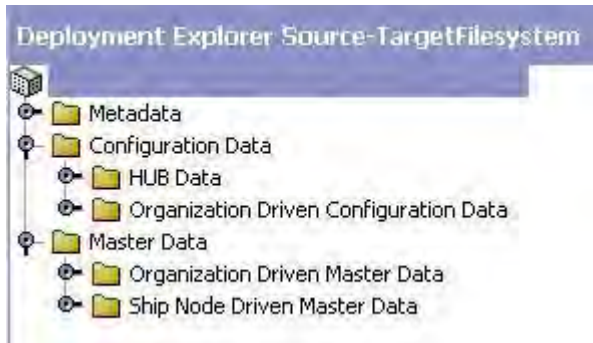 Deployment Explorer Source-TargetFilesystem
Metadata
Configuration Data
HUB Data
Organization Driven Configuration Data
Master Data
Organization Driven Master Data
Ship Node Driven Master Data